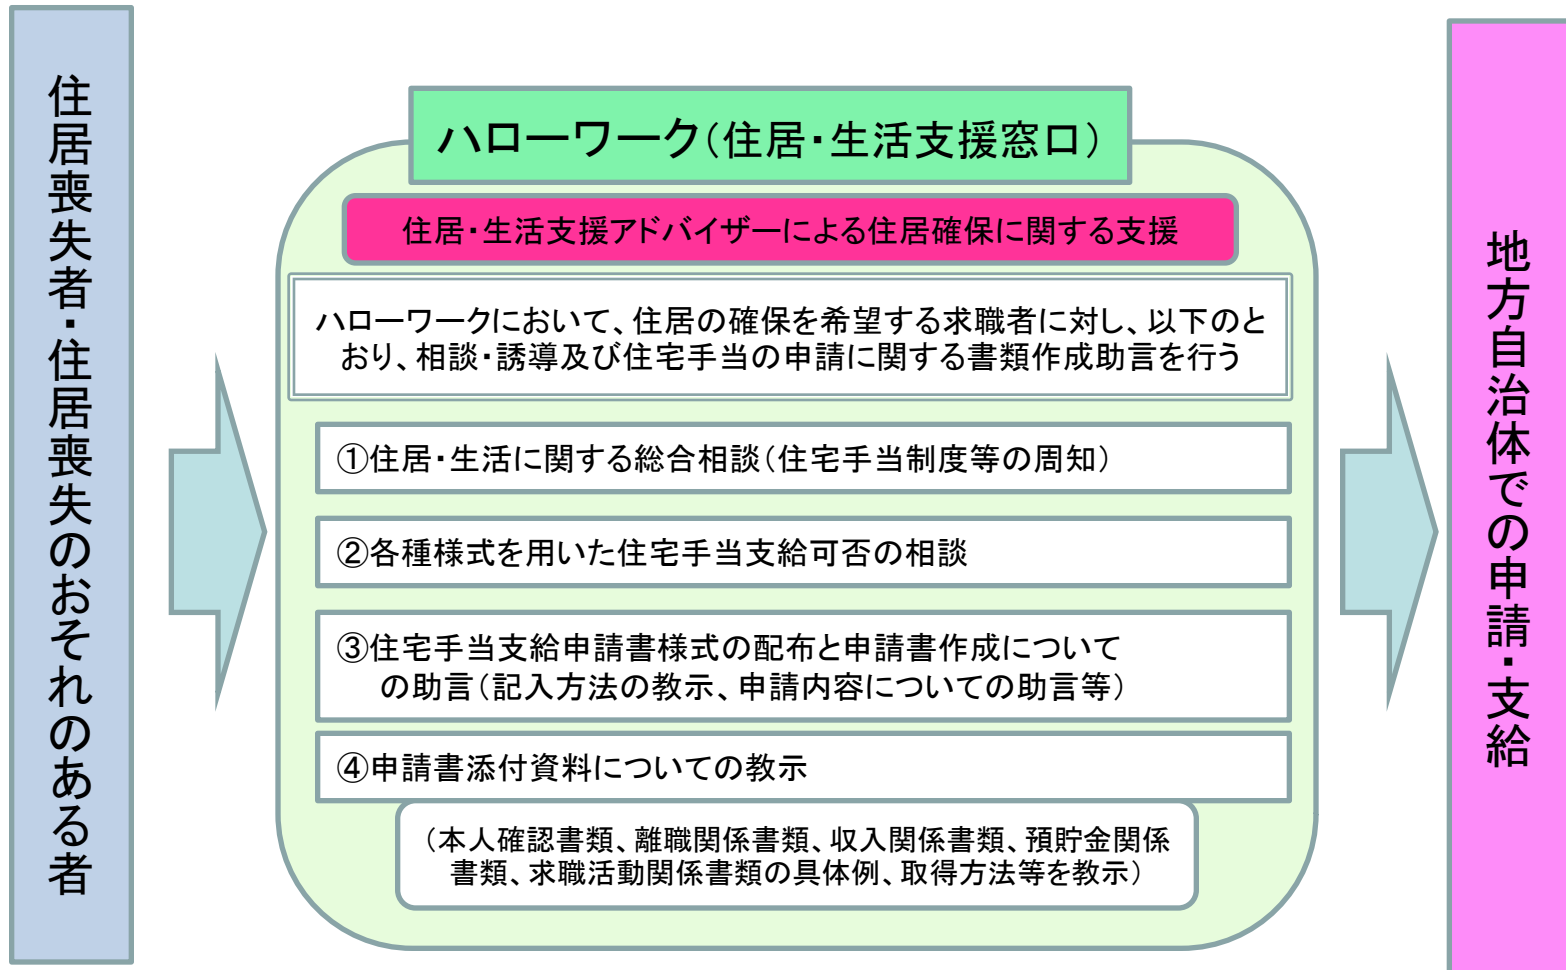 住居喪失者・住居喪失のおそれのある者
ハローワーク(住居・生活支援窓口)
住居・生活支援アドバイザーによる住居確保に関する支援
ハローワークにおいて、住居の確保を希望する求職者に対し、以下のと
おり、相談・誘導及び住宅手当の申請に関する書類作成助言を行う
①住居・生活に関する総合相談(住宅手当制度等の周知)
②各種様式を用いた住宅手当支給可否の相談
③住宅手当支給申請書様式の配布と申請書作成について
の助言(記入方法の教示、申請内容についての助言等)
④申請書添付資料についての教示
(本人確認書類、離職関係書類、収入関係書類、預貯金関係
書類、求職活動関係書類の具体例、取得方法等を教示)
地方自治体での申請・支給